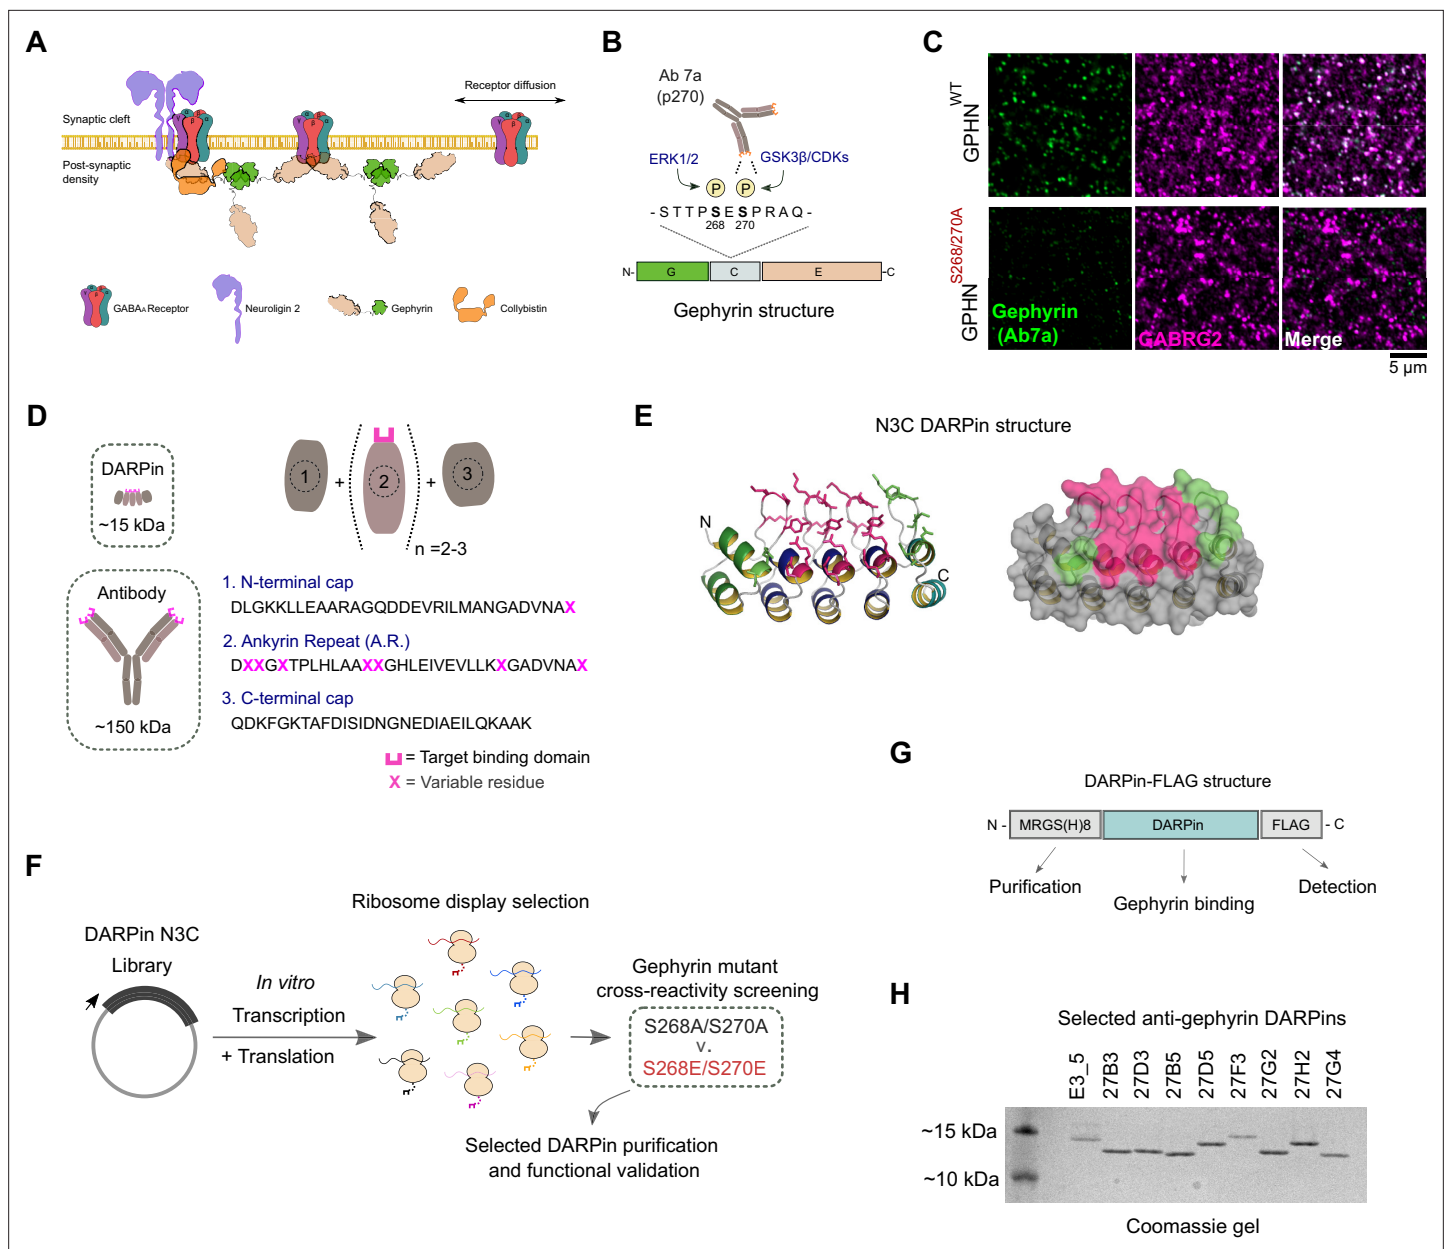 A
Receptor diffusion
Synaptic cleft
Post-synaptic
density
GABAA Receptor
Neuroligin 2
Gephyrin
Collybistin
B
Ab 7a
(p270)
ERK1/2
GSK3β/CDKs
P P
- S T T P S E S P R A Q -
268 270
N- G C E -C
Gephyrin structure
C
GPHN WT
GPHN S268/270A
Gephyrin
(Ab7a)
GABRG2
Merge
5 µm
D
DARPin
~15 kDa
Antibody
~150 kDa
1 + 2 + 3
n =2-3
1. N-terminal cap
DLGKKLLEAARAGQDDEVRILMANGADVNAX
2. Ankyrin Repeat (A.R.)
DXXGXTPLHLAAXXGHLEIVEVLLKXGADVNAX
3. C-terminal cap
QDKFGKTAFDISIDNGNEDIAEILQKAAK
= Target binding domain
X = Variable residue
E
N3C DARPin structure
N
C
F
DARPin N3C
Library
In vitro
Transcription
+ Translation
Ribosome display selection
Gephyrin mutant
cross-reactivity screening
S268A/S270A
v.
S268E/S270E
Selected DARPin purification
and functional validation
G
DARPin-FLAG structure
N - MRGS(H)8 DARPin FLAG - C
Purification
Gephyrin binding
Detection
H
Selected anti-gephyrin DARPins
E3_5 27B3 27D3 27B5 27D5 27F3 27G2 27H2 27G4
~15 kDa
~10 kDa
Coomassie gel